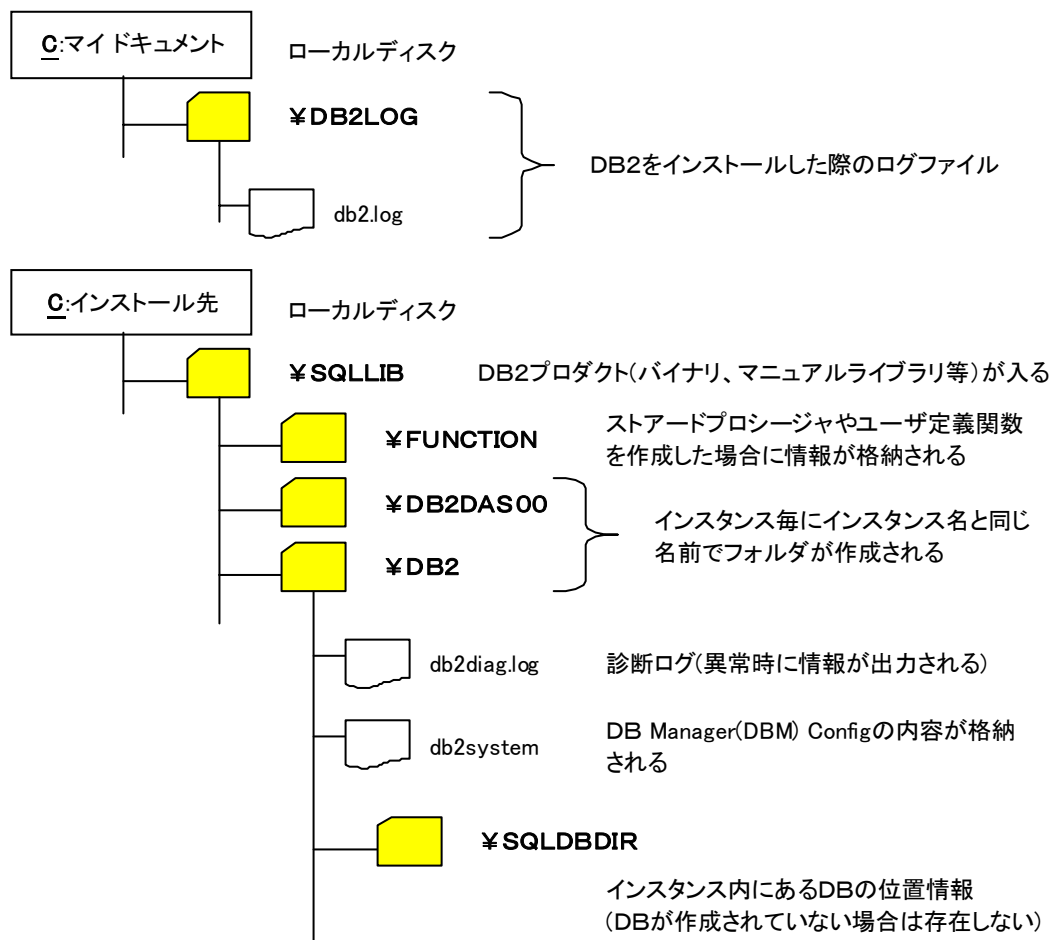 C:マイ ドキュメント
ローカルディスク
¥DB2LOG
DB2をインストールした際のログファイル
db2.log
C:インストール先
ローカルディスク
¥SQLLIB
DB2プロダクト(バイナリ、マニュアルライブラリ等)が入る
¥FUNCTION
ストアードプロシージャやユーザ定義関数
を作成した場合に情報が格納される
¥DB2DAS00
インスタンス毎にインスタンス名と同じ
名前でフォルダが作成される
¥DB2
db2diag.log
診断ログ(異常時に情報が出力される)
db2system
DB Manager(DBM) Configの内容が格納
される
¥SQLDBDIR
インスタンス内にあるDBの位置情報
(DBが作成されていない場合は存在しない)